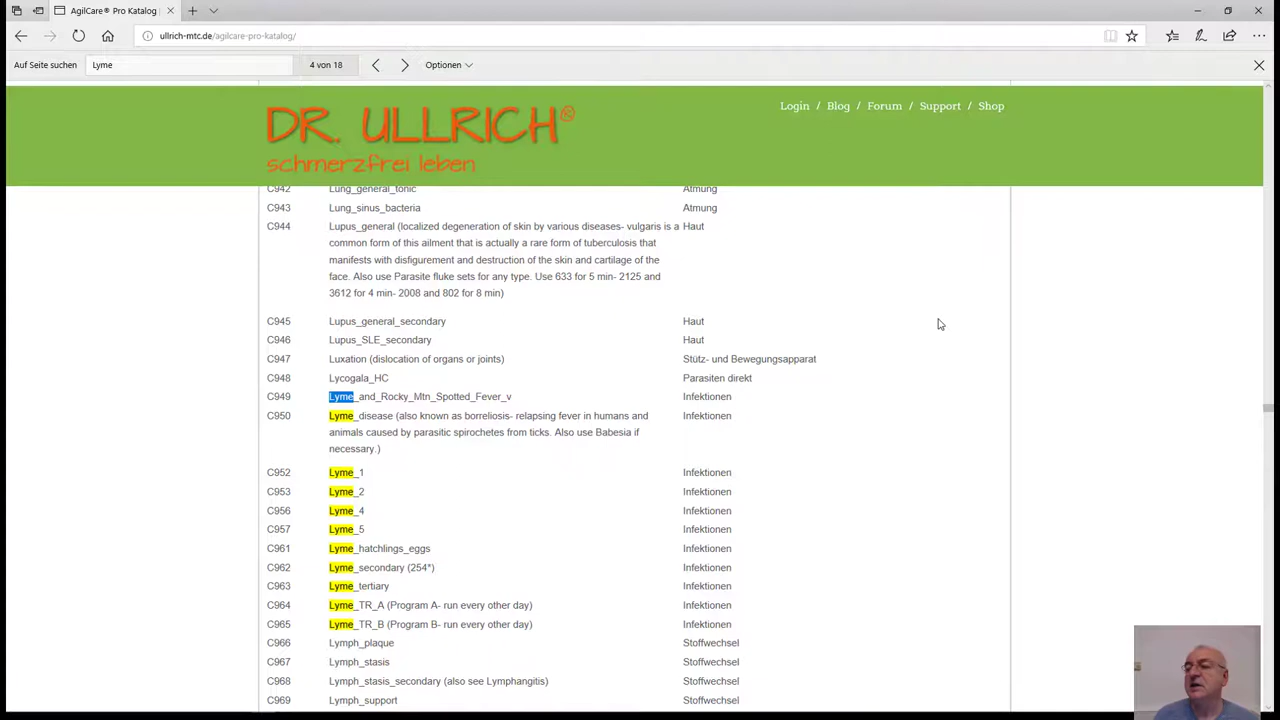 AgilCare® Pro Katalog
ullrich-mtc.de/agilcare-pro-katalog/
Auf Seite suchen Lyme 4 von 18 Optionen
DR. ULLRICH®
schmerzfrei leben
Login / Blog / Forum / Support / Shop
C942 Lung_general_tonic Atmung
C943 Lung_sinus_bacteria Atmung
C944 Lupus_general (localized degeneration of skin by various diseases- vulgaris is a Haut
common form of this ailment that is actually a rare form of tuberculosis that
manifests with disfigurement and destruction of the skin and cartilage of the
face. Also use Parasite fluke sets for any type. Use 633 for 5 min- 2125 and
3612 for 4 min- 2008 and 802 for 8 min)
C945 Lupus_general_secondary Haut
C946 Lupus_SLE_secondary Haut
C947 Luxation (dislocation of organs or joints) Stütz- und Bewegungsapparat
C948 Lycogala_HC Parasiten direkt
C949 Lyme_and_Rocky_Mtn_Spotted_Fever_v Infektionen
C950 Lyme_disease (also known as borreliosis- relapsing fever in humans and Infektionen
animals caused by parasitic spirochetes from ticks. Also use Babesia if
necessary.)
C952 Lyme_1 Infektionen
C953 Lyme_2 Infektionen
C956 Lyme_4 Infektionen
C957 Lyme_5 Infektionen
C961 Lyme_hatchlings_eggs Infektionen
C962 Lyme_secondary (254*) Infektionen
C963 Lyme_tertiary Infektionen
C964 Lyme_TR_A (Program A- run every other day) Infektionen
C965 Lyme_TR_B (Program B- run every other day) Infektionen
C966 Lymph_plaque Stoffwechsel
C967 Lymph_stasis Stoffwechsel
C968 Lymph_stasis_secondary (also see Lymphangitis) Stoffwechsel
C969 Lymph_support Stoffwechsel